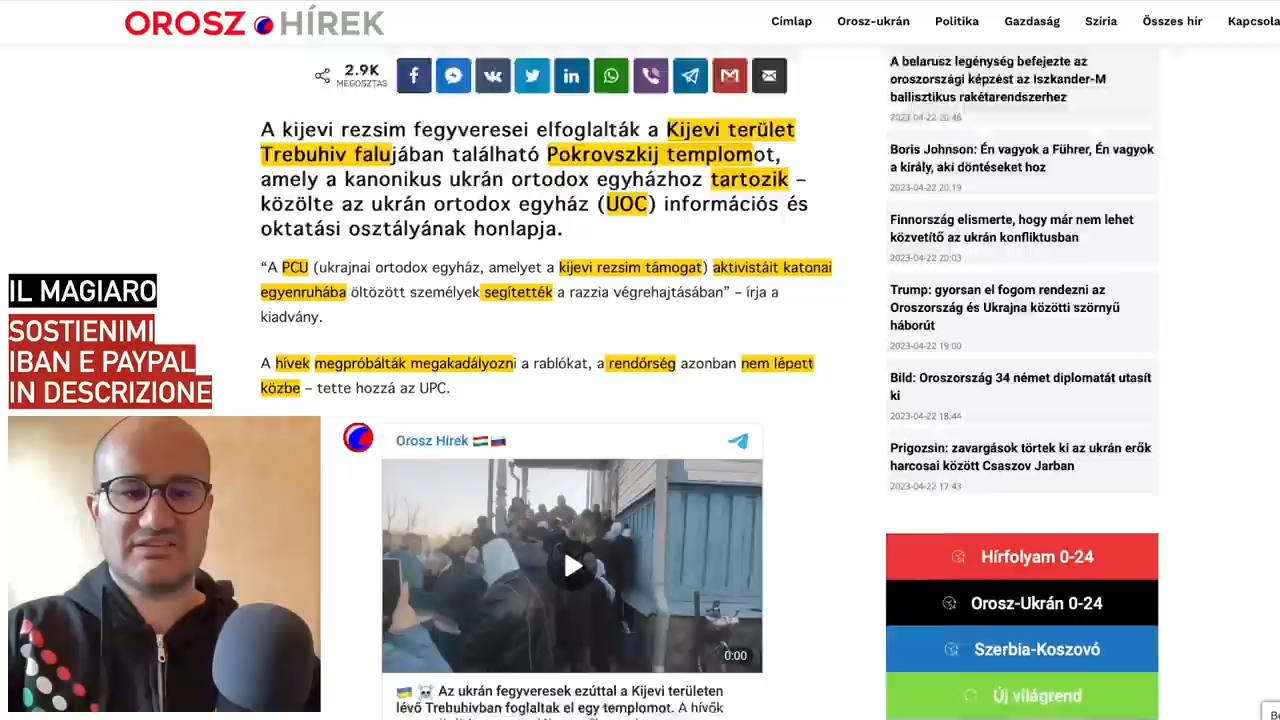 OROSZ HÍREK
Címlap Orosz-ukrán Politika Gazdaság Szíria Összes hír
2.9K
MEGOSZTÁS
A kijevi rezsim fegyveresei elfoglalták a Kijevi terület
Trebuhiv falujában található Pokrovszkij templomot,
amely a kanonikus ukrán ortodox egyházhoz tartozik –
közölte az ukrán ortodox egyház (UOC) információs és
oktatási osztályának honlapja.
“A PCU (ukrajnai ortodox egyház, amelyet a kijevi rezsim támogat) aktivistáit katonai
egyenruhába öltözött személyek segítették a razzia végrehajtásában” – írja a
kiadvány.
A hívek megpróbálták megakadályozni a rablókat, a rendőrség azonban nem lépett
közbe – tette hozzá az UPC.
Orosz Hírek
0:00
Az ukrán fegyveresek ezúttal a Kijevi területen
lévő Trebuhivban foglaltak el egy templomot. A hívők
IL MAGIARO
SOSTIENIMI
IBAN E PAYPAL
IN DESCRIZIONE
A belarusz legénység befejezte az
oroszországi képzést az Iszkander-M
ballisztikus rakétarendszerhez
2023-04-22 20:46
Boris Johnson: Én vagyok a Führer, Én vagyok
a király, aki döntéseket hoz
2023-04-22 20:19
Finnország elismerte, hogy már nem lehet
közvetítő az ukrán konfliktusban
2023-04-22 20:03
Trump: gyorsan el fogom rendezni az
Oroszország és Ukrajna közötti szörnyű
háborút
2023-04-22 19:00
Bild: Oroszország 34 német diplomatát utasít
ki
2023-04-22 18:44
Prigozsin: zavargások törtek ki az ukrán erők
harcosai között Csaszov Jarban
2023-04-22 17:43
Hírfolyam 0-24
Orosz-Ukrán 0-24
Szerbia-Koszovó
Új világrend